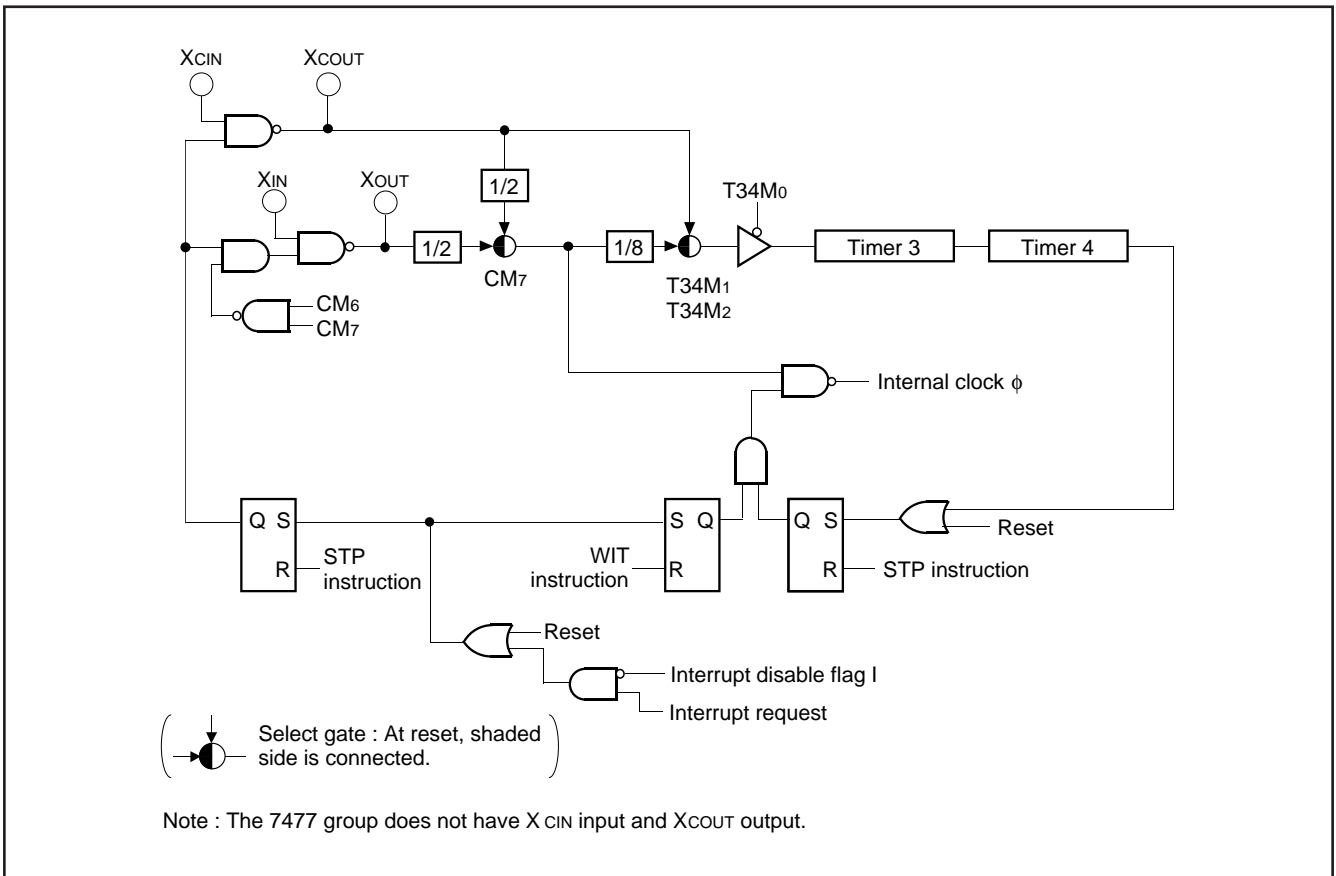 XCIN XCOUT
XIN XOUT
1/2
T34M0
1/2
1/8
Timer 3
Timer 4
CM7
T34M1
T34M2
CM6
CM7
Internal clock ϕ
Q S
S Q
Q S
Reset
R
STP
instruction
WIT
instruction
R
R
STP instruction
Reset
Interrupt disable flag I
Interrupt request
Select gate : At reset, shaded
side is connected.
Note : The 7477 group does not have X CIN input and XCOUT output.